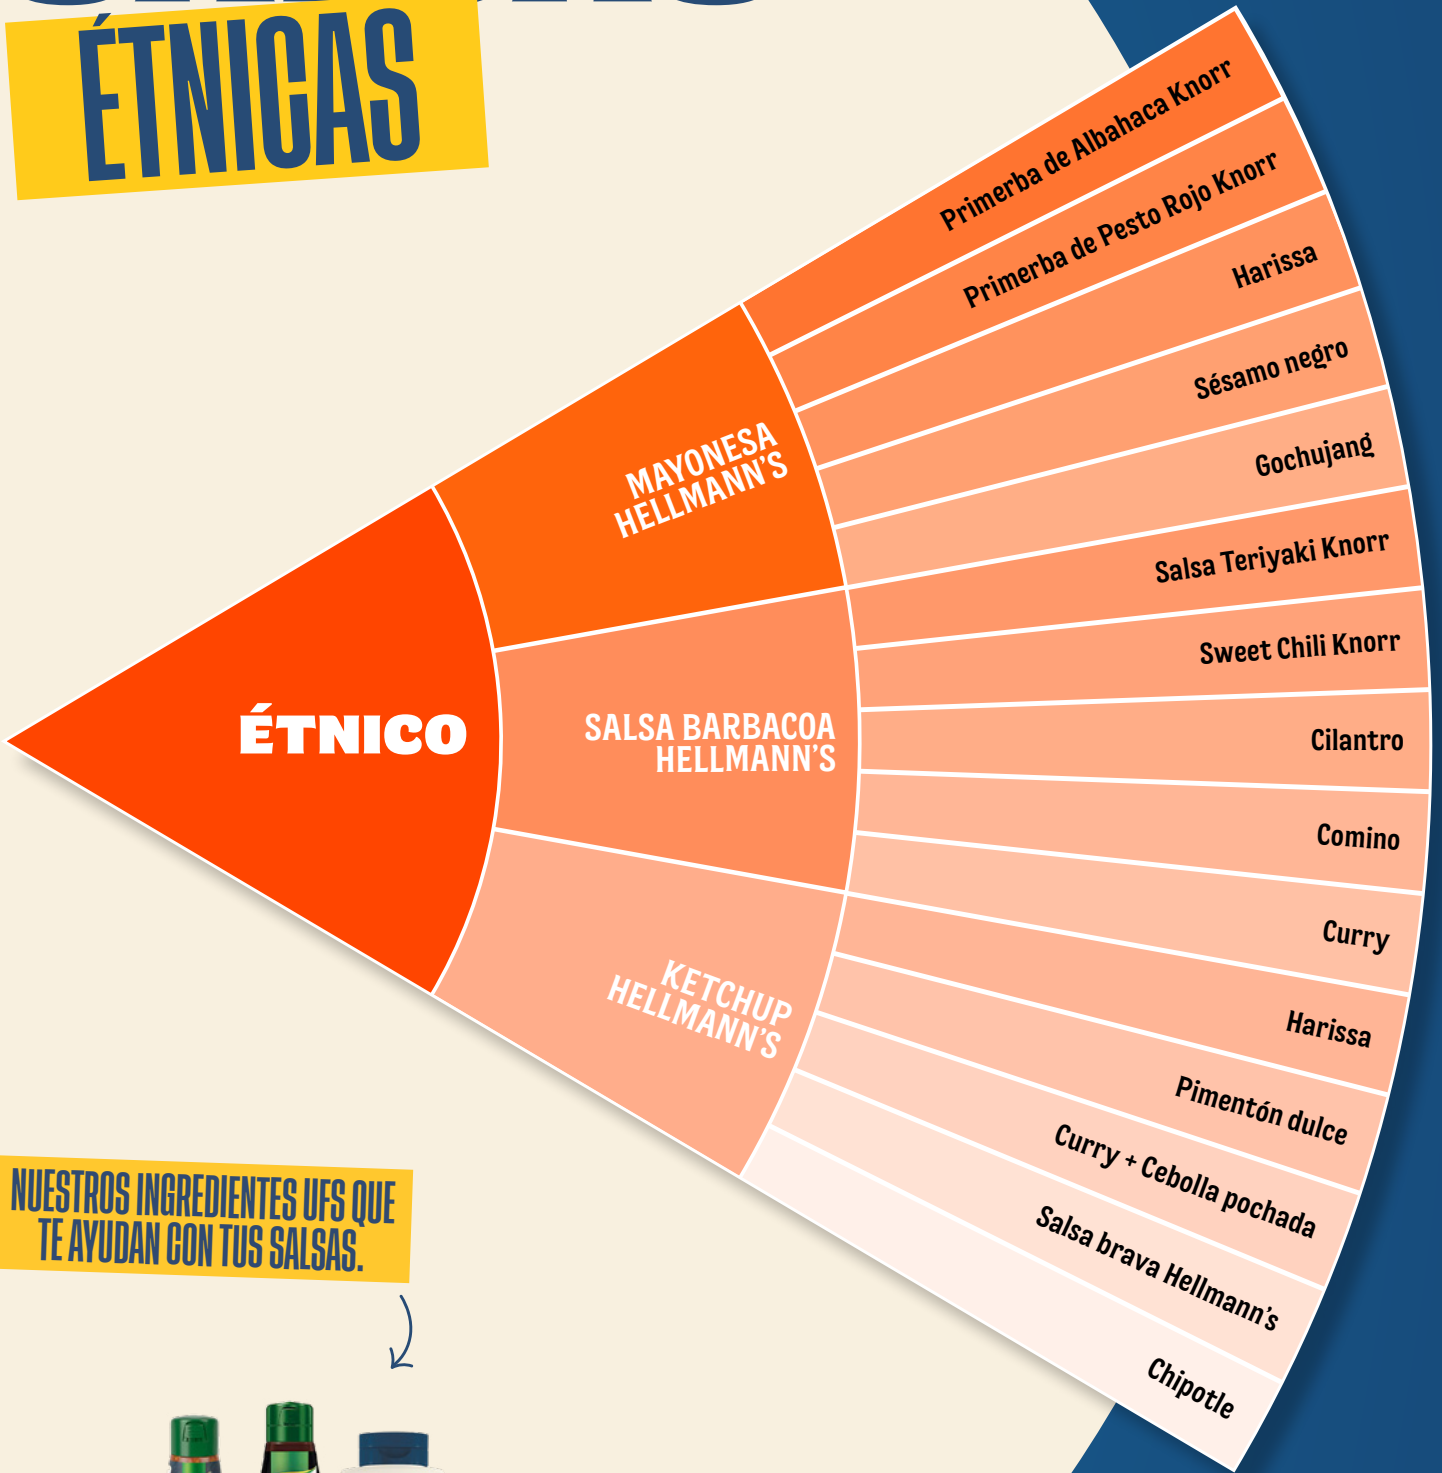 ÉTNICAS
Primerba de Albahaca Knorr
Primerba de Pesto Rojo Knorr
Harissa
Sésamo negro
Gochujang
MAYONESA
HELLMANN'S
Salsa Teriyaki Knorr
Sweet Chili Knorr
Cilantro
Comino
Curry
ÉTNICO
SALSA BARBACOA
HELLMANN'S
KETCHUP
HELLMANN'S
Harissa
Pimentón dulce
Curry + Cebolla pochada
Salsa brava Hellmann's
Chipotle
NUESTROS INGREDIENTES UFS QUE
TE AYUDAN CON TUS SALSAS.